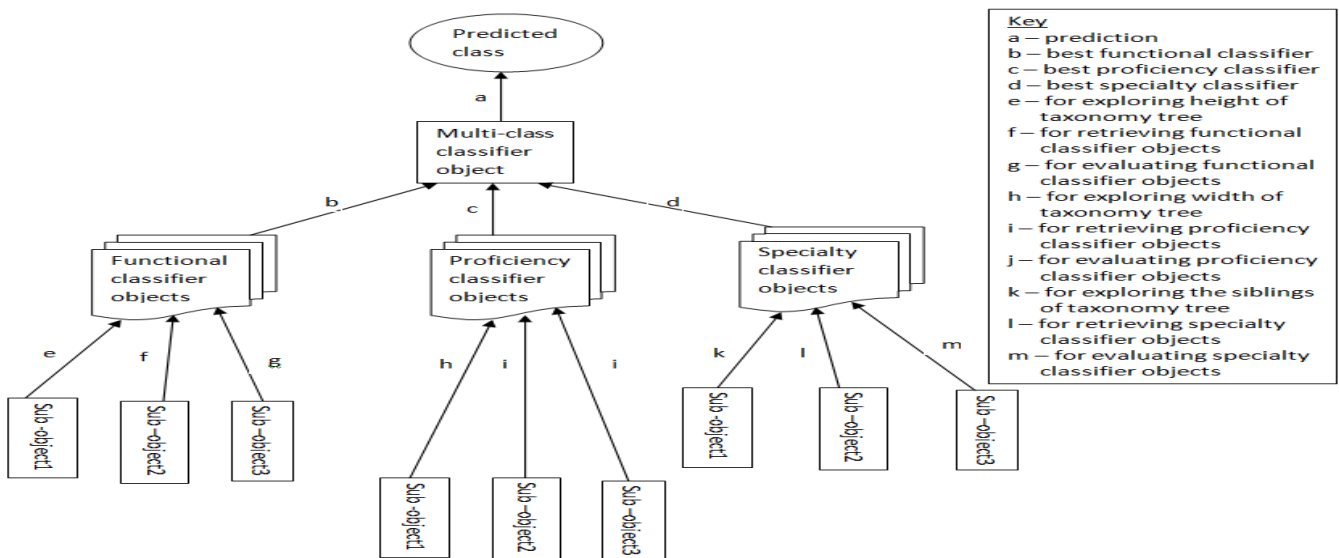 Predicted
class
a
Multi-class
classifier
object
b
c
d
Functional
classifier
objects
Proficiency
classifier
objects
Specialty
classifier
objects
e
f
g
h
i
i
k
l
m
Sub-object1
Sub-object2
Sub-object3
Sub-object1
Sub-object2
Sub-object3
Sub-object1
Sub-object2
Sub-object3
Key
a – prediction
b – best functional classifier
c – best proficiency classifier
d – best specialty classifier
e – for exploring height of
taxonomy tree
f – for retrieving functional
classifier objects
g – for evaluating functional
classifier objects
h – for exploring width of
taxonomy tree
i – for retrieving proficiency
classifier objects
j – for evaluating proficiency
classifier objects
k – for exploring the siblings
of taxonomy tree
l – for retrieving specialty
classifier objects
m – for evaluating specialty
classifier objects